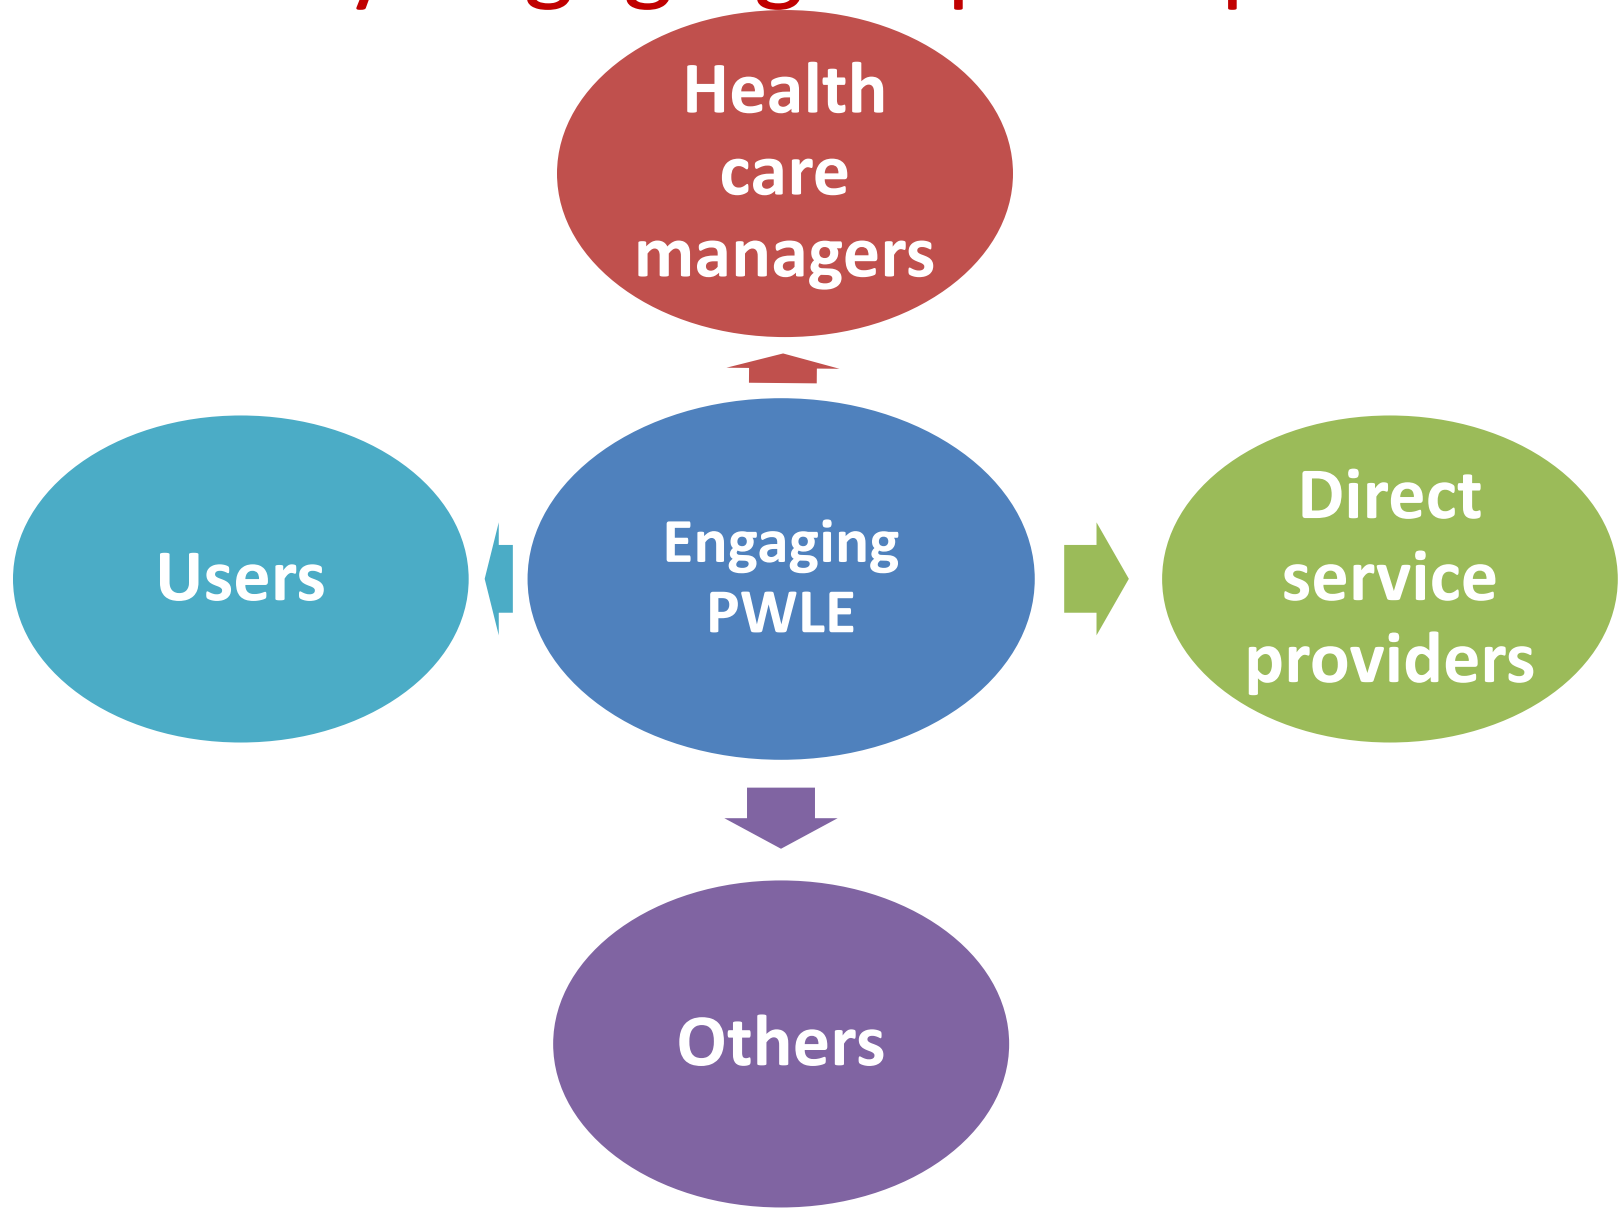 Health
care
managers
Users
Engaging
PWLE
Direct
service
providers
Others